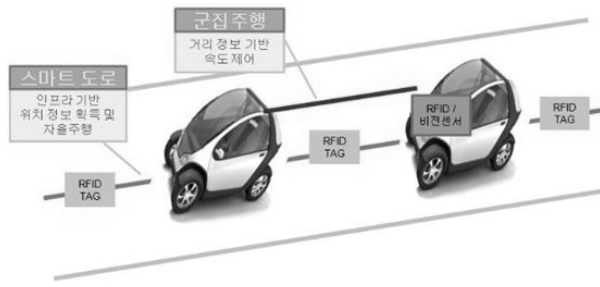 군집주행
거리 정보 기반
속도 제어
스마트 도로
인프라 기반
위치 정보 획득 및
자율주행
RFID /
비전센서
RFID
TAG
RFID
TAG
RFID
TAG